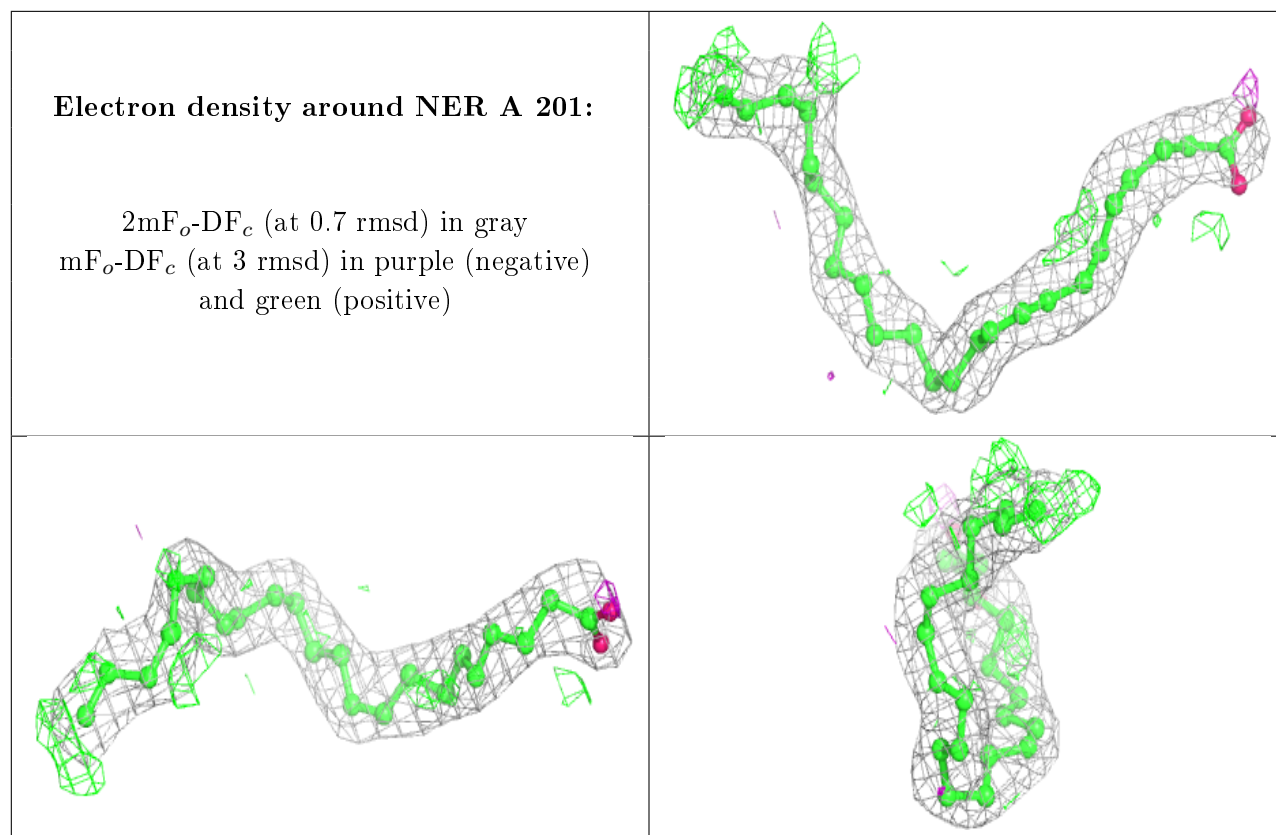 Electron density around NER A 201:
2mFo-DFc (at 0.7 rmsd) in gray
mFo-DFc (at 3 rmsd) in purple (negative)
and green (positive)